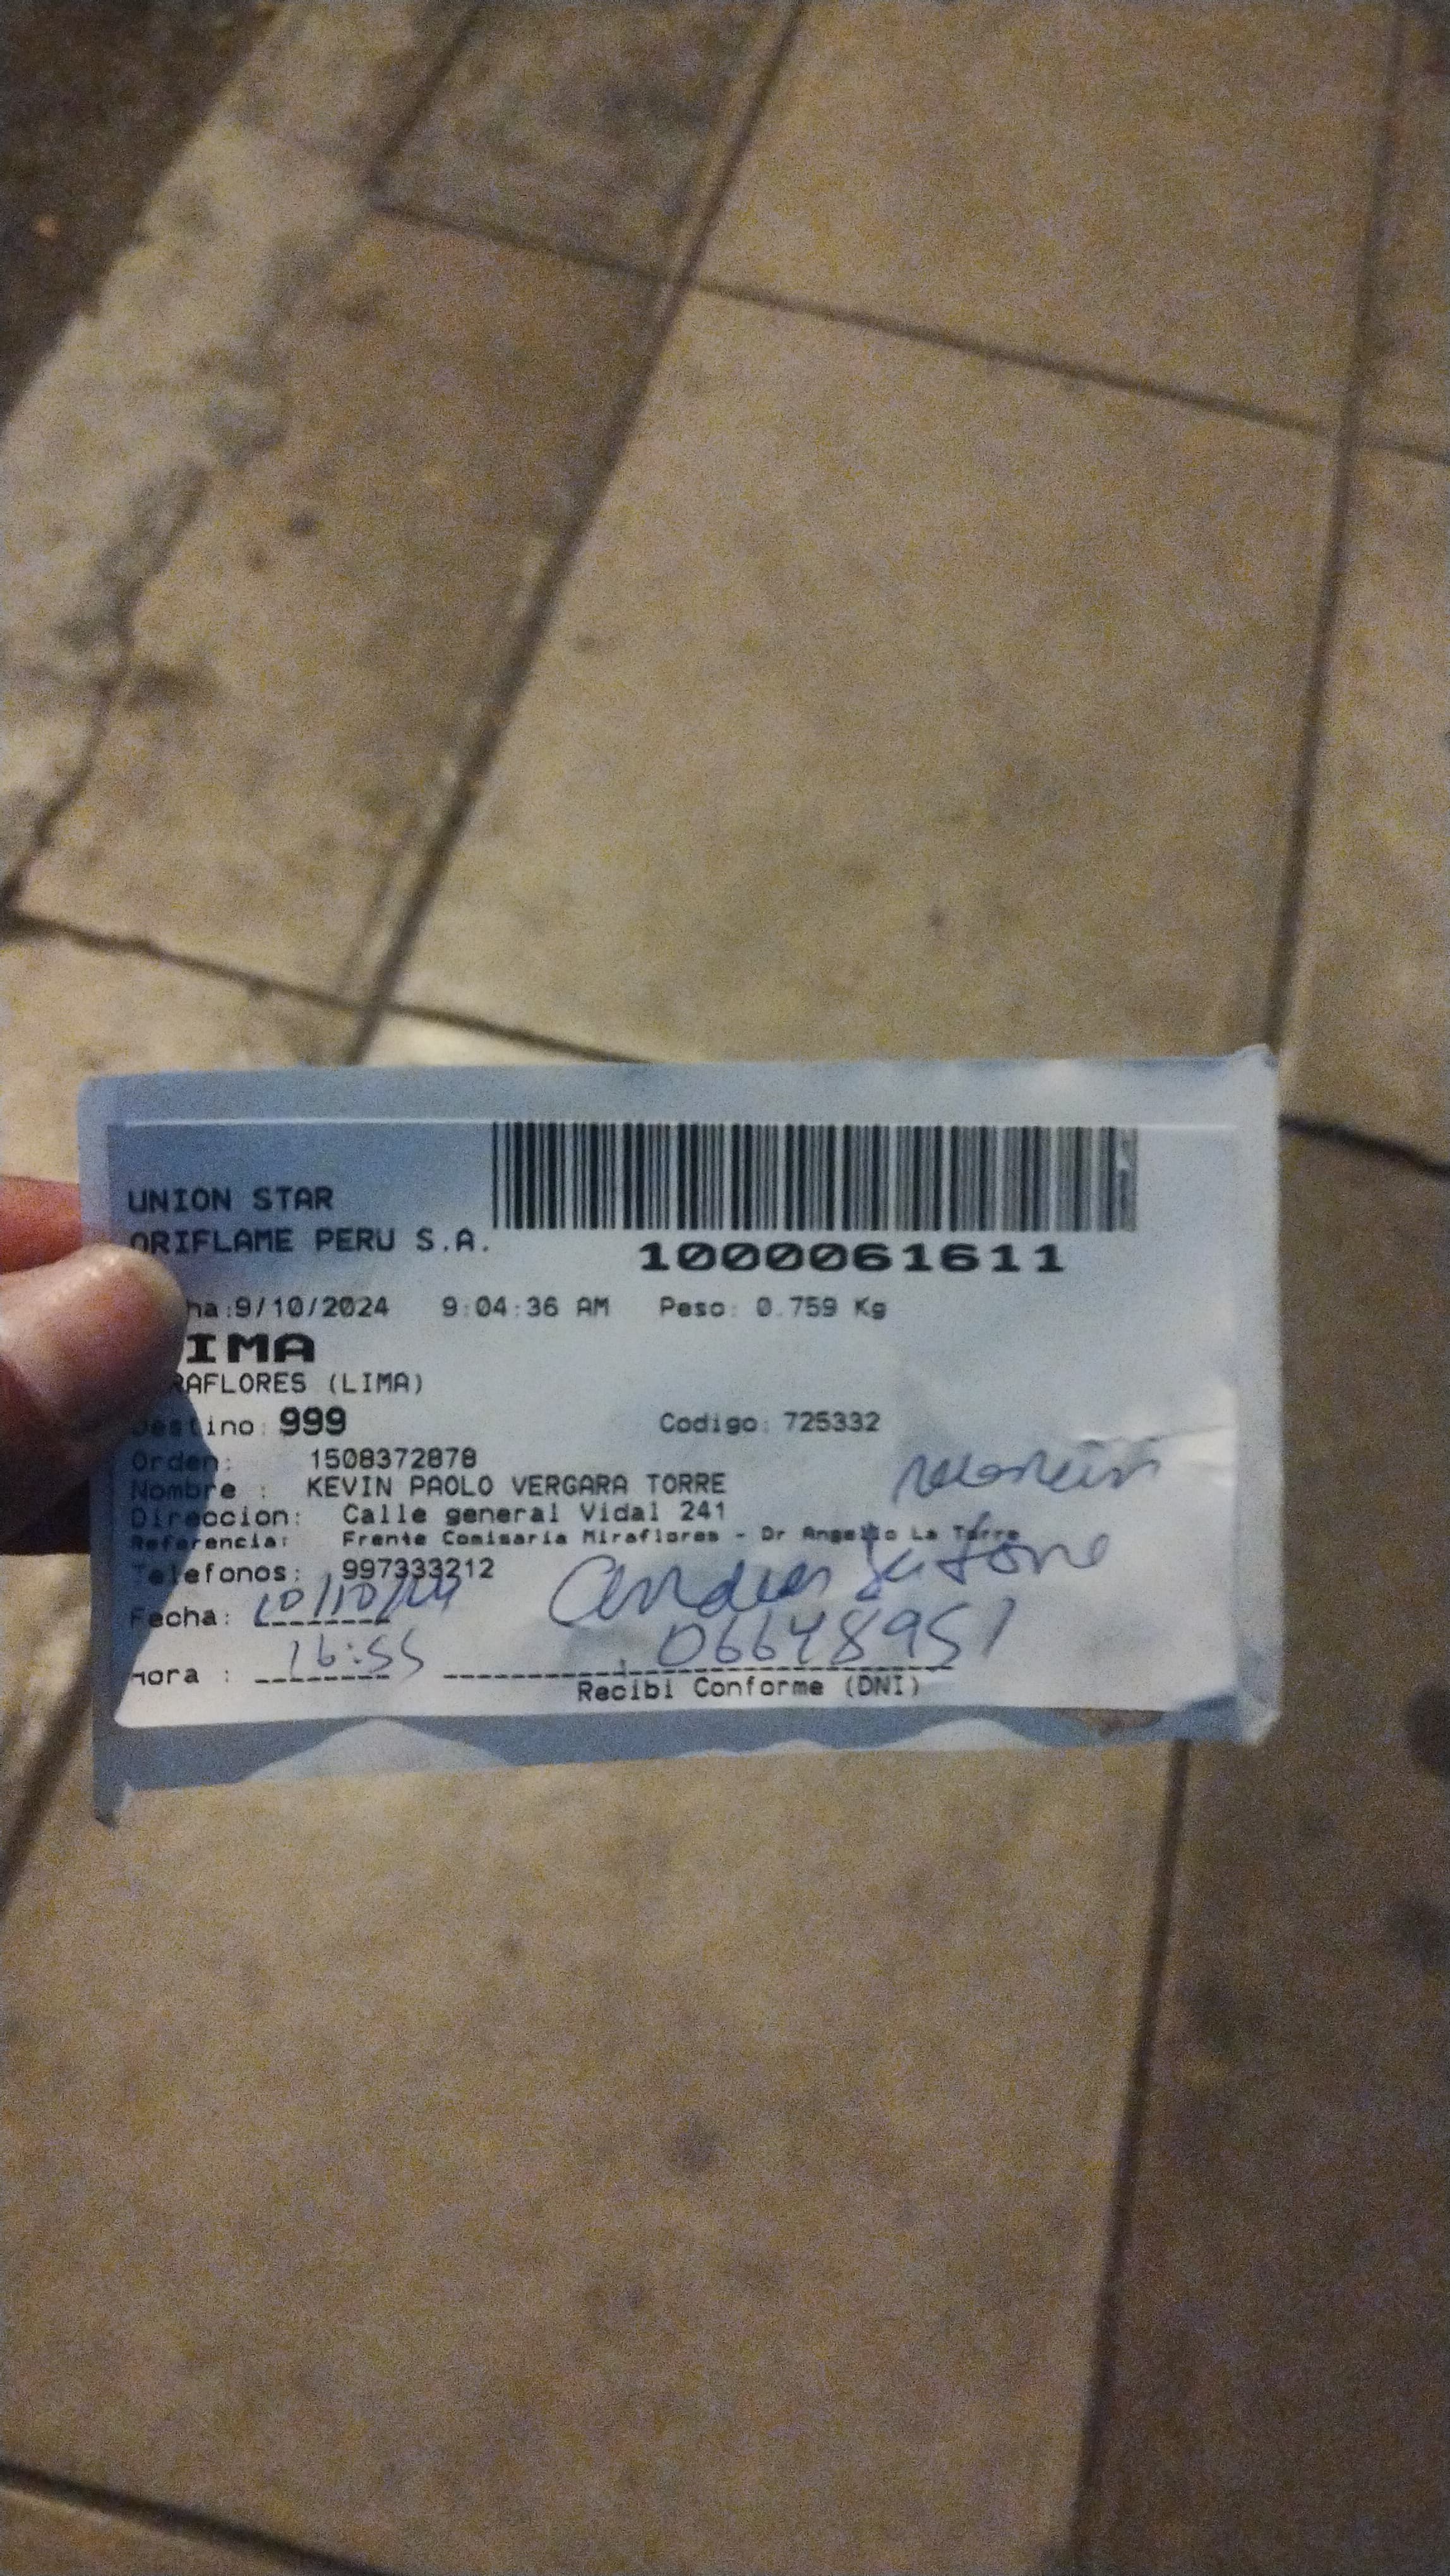 UNION STAR
ORIFLAME PERU S.A.
1000061611
ha:9/10/2024 9:04:36 AM Peso: 0.759 Kg
IMA
RAFLORES (LIMA)
Destino: 999 Codigo: 725332
Orden: 1508372878
Nombre : KEVIN PAOLO VERGARA TORRE
Direccion: Calle general Vidal 241
Referencia: Frente Comisaria Miraflores - Dr Angello La Torre
Telefonos: 997333212
Fecha: 10/10/24
06648951
Hora : 16:55
Recibi Conforme (DNI)